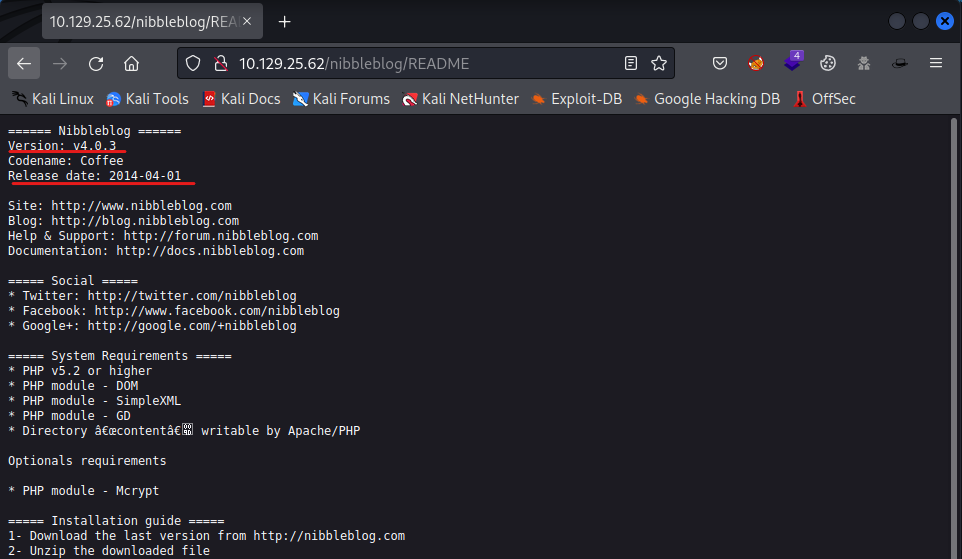 10.129.25.62/nibbleblog/REA
10.129.25.62/nibbleblog/README
4
Kali Linux
Kali Tools
Kali Docs
Kali Forums
Kali NetHunter
Exploit-DB
Google Hacking DB
OffSec
====== Nibbleblog ======
Version: v4.0.3
Codename: Coffee
Release date: 2014-04-01
Site: http://www.nibbleblog.com
Blog: http://blog.nibbleblog.com
Help & Support: http://forum.nibbleblog.com
Documentation: http://docs.nibbleblog.com
===== Social =====
* Twitter: http://twitter.com/nibbleblog
* Facebook: http://www.facebook.com/nibbleblog
* Google+: http://google.com/+nibbleblog
===== System Requirements =====
* PHP v5.2 or higher
* PHP module - DOM
* PHP module - SimpleXML
* PHP module - GD
* Directory â€œcontentâ€ writable by Apache/PHP
Optionals requirements
* PHP module - Mcrypt
===== Installation guide =====
1- Download the last version from http://nibbleblog.com
2- Unzip the downloaded file